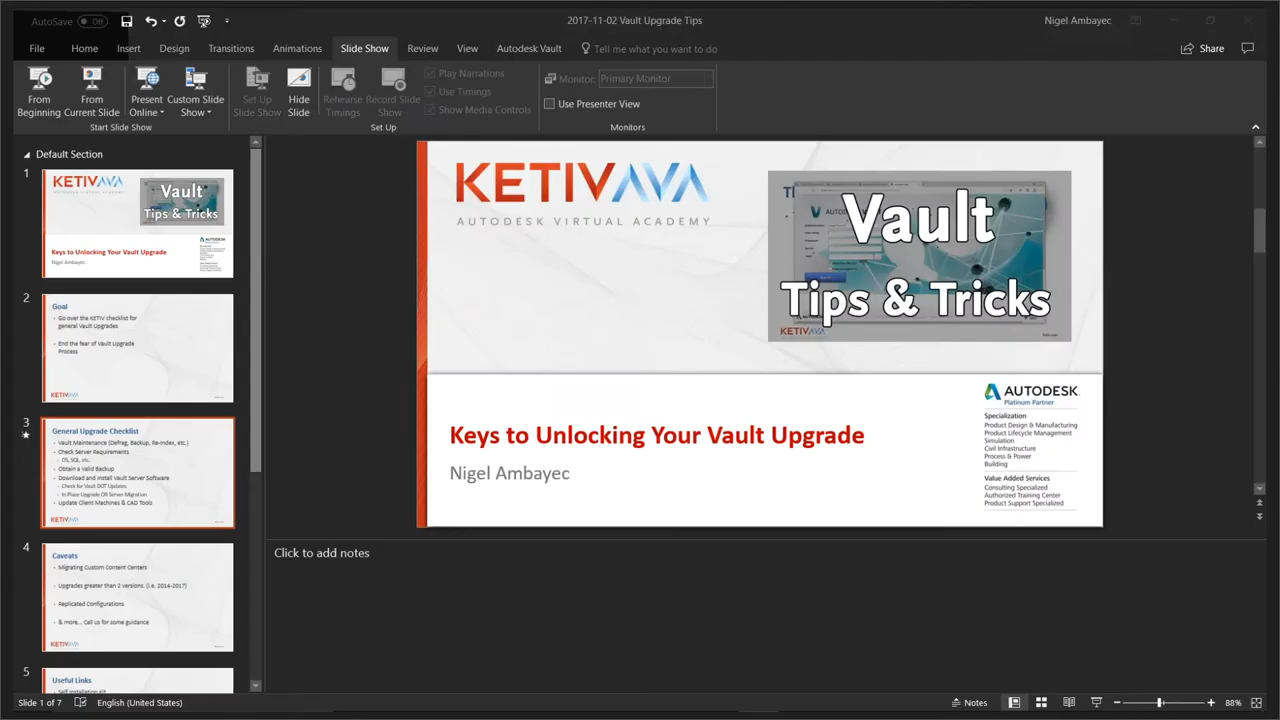 AutoSave Off
2017-11-02 Vault Upgrade Tips
Nigel Ambayec
File Home Insert Design Transitions Animations Slide Show Review View Autodesk Vault Tell me what you want to do Share
From Beginning
From Current Slide
Present Online
Custom Slide Show
Start Slide Show
Set Up Slide Show
Hide Slide
Rehearse Timings
Record Slide Show
Play Narrations
Use Timings
Show Media Controls
Set Up
Monitor: Primary Monitor
Use Presenter View
Monitors
Default Section
1
KETIVAVA
Vault
Tips & Tricks
Keys to Unlocking Your Vault Upgrade
Nigel Ambayec
2
Goal
- Go over the KETIV checklist for
general Vault Upgrades
- End the fear of Vault Upgrade
Process
KETIVAVA
3
General Upgrade Checklist
- Vault Maintenance (Defrag, Backup, Re-Index, etc.)
- Check Server Requirements
- OS, SQL, etc.
- Obtain a Valid Backup
- Download and Install Vault Server Software
- Check for Vault DOT Updates
- In Place Upgrade OR Server Migration
- Update Client Machines & CAD Tools
KETIVAVA
4
Caveats
- Migrating Custom Content Centers
- Upgrades greater than 2 versions. (i.e. 2014-2017)
- Replicated Configurations
- & more... Call us for some guidance
KETIVAVA
5
Useful Links
- Self Installation Kit
KETIVAVA
AUTODESK VIRTUAL ACADEMY
Vault
Tips & Tricks
KETIVAVA
Keys to Unlocking Your Vault Upgrade
Nigel Ambayec
AUTODESK.
Platinum Partner
Specialization
Product Design & Manufacturing
Product Lifecycle Management
Simulation
Civil Infrastructure
Process & Power
Building
Value Added Services
Consulting Specialized
Authorized Training Center
Product Support Specialized
Click to add notes
Slide 1 of 7 English (United States) Notes 88%